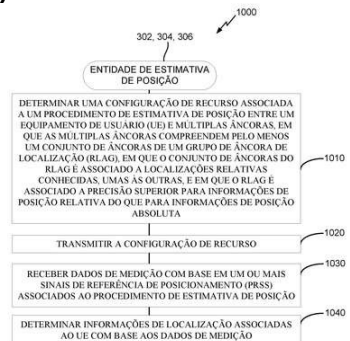 1000
302, 304, 306
ENTIDADE DE ESTIMATIVA
DE POSIÇÃO
DETERMINAR UMA CONFIGURAÇÃO DE RECURSO ASSOCIADA
A UM PROCEDIMENTO DE ESTIMATIVA DE POSIÇÃO ENTRE UM
EQUIPAMENTO DE USUÁRIO (UE) E MÚLTIPLAS ÂNCORAS, EM
QUE AS MÚLTIPLAS ÂNCORAS COMPREENDEM PELO MENOS
UM CONJUNTO DE ÂNCORAS DE UM GRUPO DE ÂNCORA DE
LOCALIZAÇÃO (RLAG), EM QUE O CONJUNTO DE ÂNCORAS DO
RLAG É ASSOCIADO A LOCALIZAÇÕES RELATIVAS
CONHECIDAS, UMAS ÀS OUTRAS, E EM QUE O RLAG É
ASSOCIADO A PRECISÃO SUPERIOR PARA INFORMAÇÕES DE
POSIÇÃO RELATIVA DO QUE PARA INFORMAÇÕES DE POSIÇÃO
ABSOLUTA
1010
TRANSMITIR A CONFIGURAÇÃO DE RECURSO
1020
RECEBER DADOS DE MEDIÇÃO COM BASE EM UM OU MAIS
SINAIS DE REFERÊNCIA DE POSICIONAMENTO (PRSS)
ASSOCIADOS AO PROCEDIMENTO DE ESTIMATIVA DE POSIÇÃO
1030
DETERMINAR INFORMAÇÕES DE LOCALIZAÇÃO ASSOCIADAS
AO UE COM BASE AOS DADOS DE MEDIÇÃO
1040